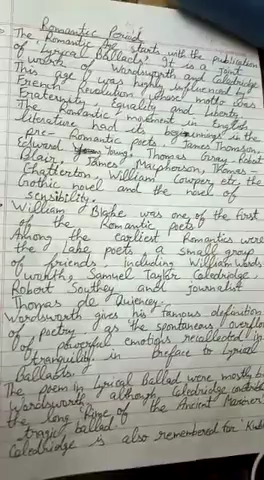 Romantic Period
The Romantic Age starts with the publication
of 'Lyrical Ballads'. It is a joint
work of Wordsworth and Caledridge
This age was highly influenced by
French Revolution whose motto was
Fraternity, Equality and Liberty.
The Romantic movement in English
literature had its beginnings in the
pre-Romantic poets, James Thomson,
Edward Young, Thomas Gray, Robert
Blair, James Macpherson, Thomas-
Chatterton, William Cowper, etc, the
Gothic novel and the novel of
sensibility.
William Blake was one of the first
of the Romantic poets.
Among the earliest Romantics were
the Lake poets, a small group
of friends, including William Words
worth, Samuel Taylor Caledridge,
Robert Southey and journalist
Thomas de Quiencey.
Wordsworth gives his famous definition
of poetry as the spontaneous overflow
of powerful emotions recollected in
tranquility in preface to Lyrical
Ballads.
The poem in Lyrical Ballad were mostly by
Wordsworth, although Caledridge contributed
the long 'Rime of the Ancient Mariner'
tragic ballad.
Caledridge is also remembered for